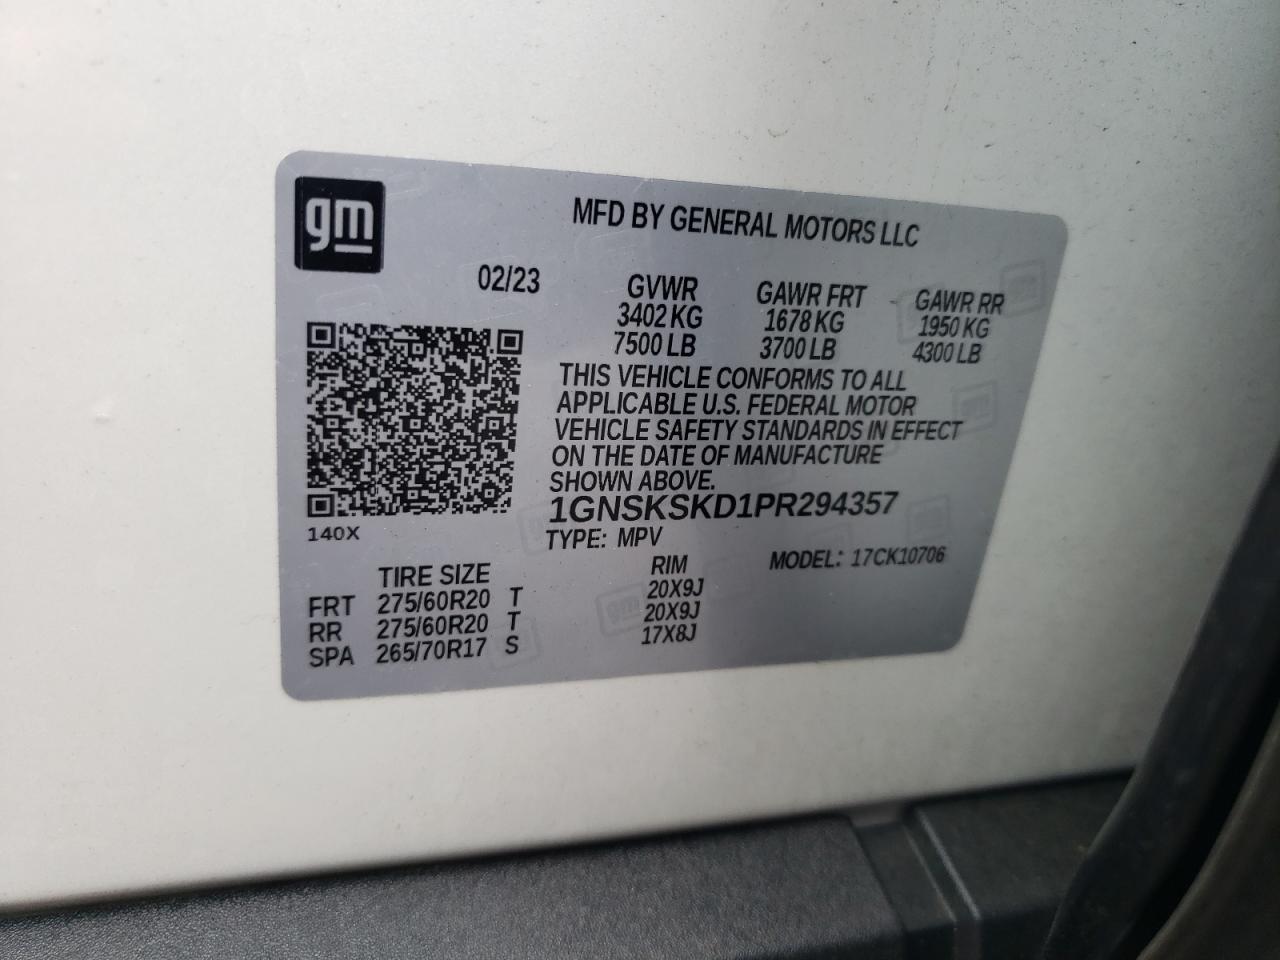 gm
MFD BY GENERAL MOTORS LLC
02/23 GVWR GAWR FRT GAWR RR
3402 KG 1678 KG 1950 KG
7500 LB 3700 LB 4300 LB
THIS VEHICLE CONFORMS TO ALL
APPLICABLE U.S. FEDERAL MOTOR
VEHICLE SAFETY STANDARDS IN EFFECT
ON THE DATE OF MANUFACTURE
SHOWN ABOVE.
1GNSKSKD1PR294357
140X
TYPE: MPV MODEL: 17CK10706
TIRE SIZE RIM
FRT 275/60R20 T 20X9J
RR 275/60R20 T 20X9J
SPA 265/70R17 S 17X8J